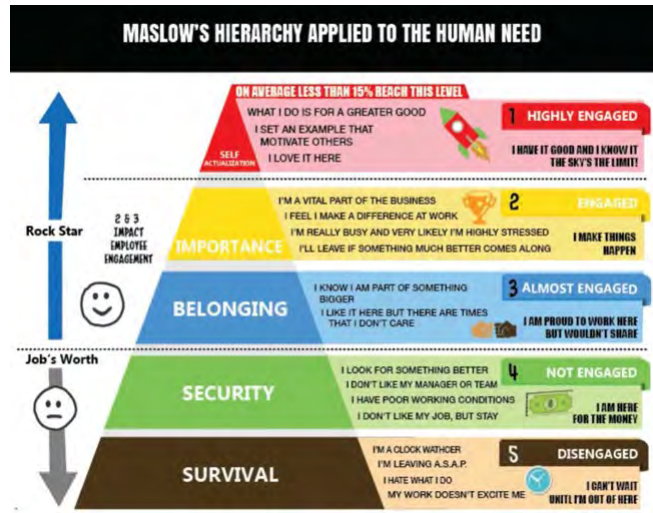 MASLOW'S HIERARCHY APPLIED TO THE HUMAN NEED
ON AVERAGE LESS THAN 15% REACH THIS LEVEL
WHAT I DO IS FOR A GREATER GOOD
I SET AN EXAMPLE THAT
MOTIVATE OTHERS
I LOVE IT HERE
SELF
ACTUALIZATION
1 HIGHLY ENGAGED
I HAVE IT GOOD AND I KNOW IT
THE SKY'S THE LIMIT!
Rock Star
2 & 3
IMPACT
EMPLOYEE
ENGAGEMENT
IMPORTANCE
I'M A VITAL PART OF THE BUSINESS
I FEEL I MAKE A DIFFERENCE AT WORK
I'M REALLY BUSY AND VERY LIKELY I'M HIGHLY STRESSED
I'LL LEAVE IF SOMETHING MUCH BETTER COMES ALONG
2 ENGAGED
I MAKE THINGS
HAPPEN
BELONGING
I KNOW I AM PART OF SOMETHING
BIGGER
I LIKE IT HERE BUT THERE ARE TIMES
THAT I DON'T CARE
3 ALMOST ENGAGED
I AM PROUD TO WORK HERE
BUT WOULDN'T SHARE
Job's Worth
SECURITY
I LOOK FOR SOMETHING BETTER
I DON'T LIKE MY MANAGER OR TEAM
I HAVE POOR WORKING CONDITIONS
I DON'T LIKE MY JOB, BUT STAY
4 NOT ENGAGED
I AM HERE
FOR THE MONEY
SURVIVAL
I'M A CLOCK WATHCER
I'M LEAVING A.S.A.P.
I HATE WHAT I DO
MY WORK DOESN'T EXCITE ME
5 DISENGAGED
I CAN'T WAIT
UNITL I'M OUT OF HERE